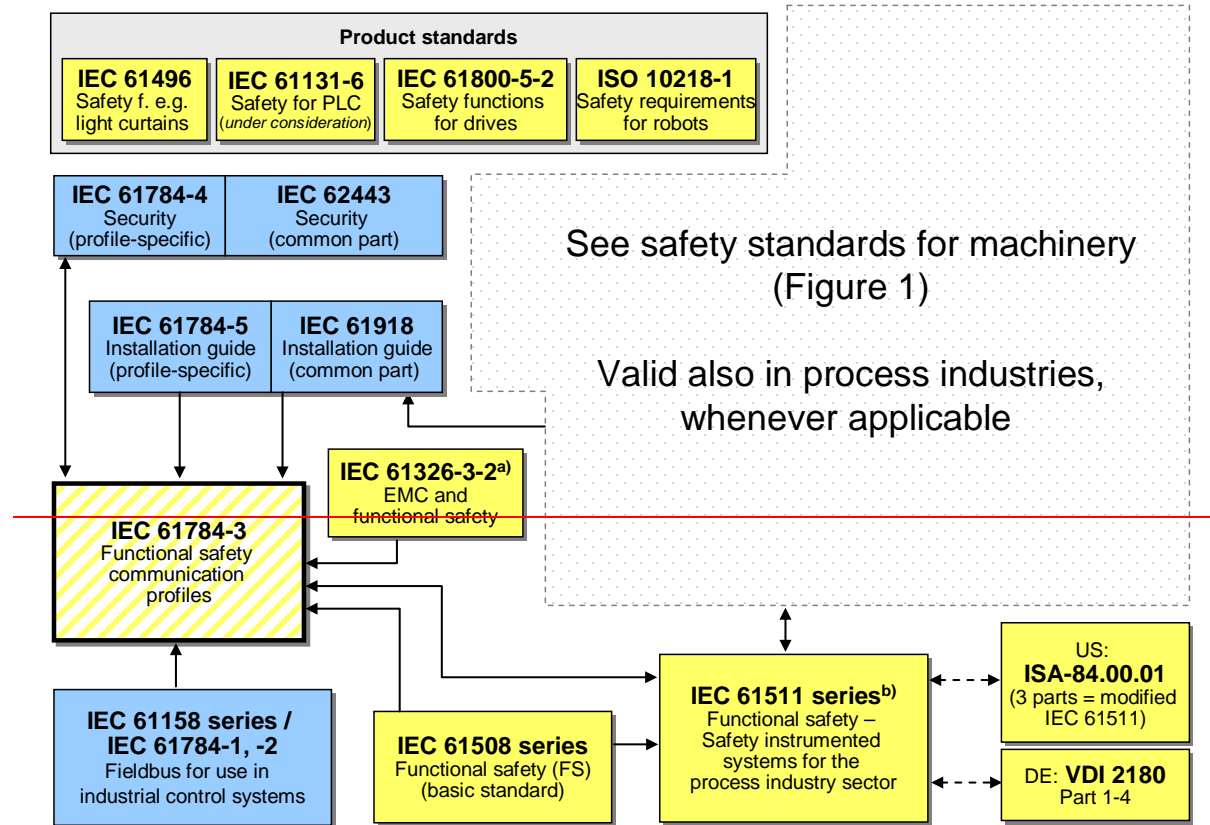 Product standards
IEC 61496
Safety f. e.g.
light curtains
IEC 61131-6
Safety for PLC
(under consideration)
IEC 61800-5-2
Safety functions
for drives
ISO 10218-1
Safety requirements
for robots
IEC 61784-4
Security
(profile-specific)
IEC 62443
Security
(common part)
See safety standards for machinery
(Figure 1)
Valid also in process industries,
whenever applicable
IEC 61784-5
Installation guide
(profile-specific)
IEC 61918
Installation guide
(common part)
IEC 61326-3-2a)
EMC and
functional safety
IEC 61784-3
Functional safety
communication
profiles
IEC 61158 series /
IEC 61784-1, -2
Fieldbus for use in
industrial control systems
IEC 61508 series
Functional safety (FS)
(basic standard)
IEC 61511 seriesb)
Functional safety –
Safety instrumented
systems for the
process industry sector
US:
ISA-84.00.01
(3 parts = modified
IEC 61511)
DE: VDI 2180
Part 1-4